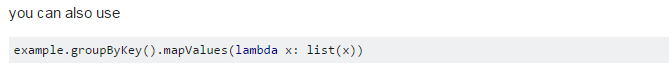 you can also use
example.groupByKey().mapValues(lambda x: list(x))